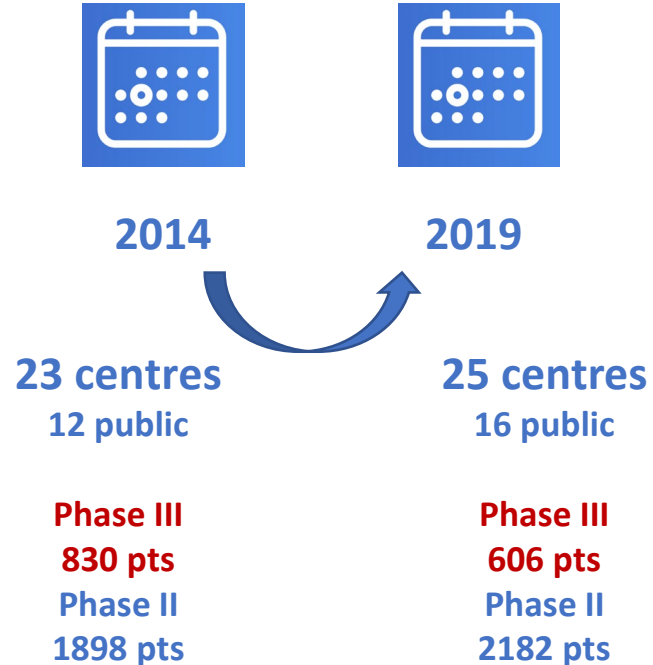 2014
2019
23 centres
12 public
25 centres
16 public
Phase III
830 pts
Phase II
1898 pts
Phase III
606 pts
Phase II
2182 pts